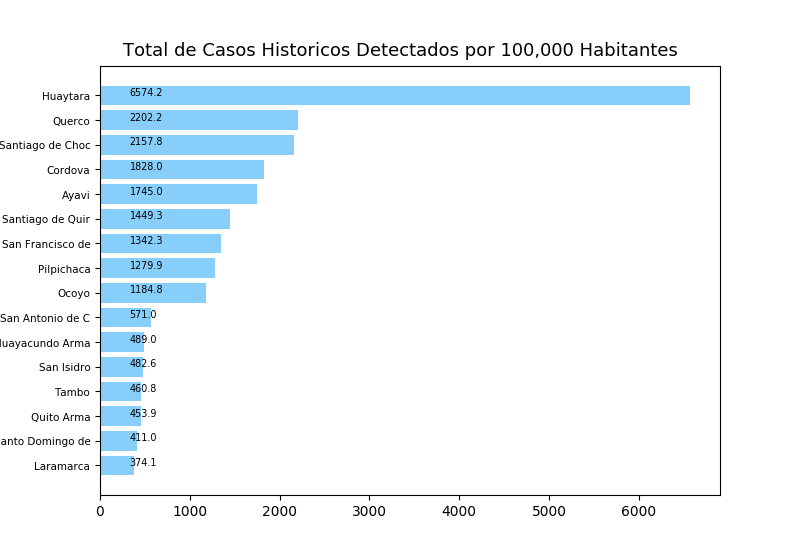 Total de Casos Historicos Detectados por 100,000 Habitantes
Huaytara 6574.2
Querco 2202.2
Santiago de Choc 2157.8
Cordova 1828.0
Ayavi 1745.0
Santiago de Quir 1449.3
San Francisco de 1342.3
Pilpichaca 1279.9
Ocoyo 1184.8
San Antonio de C 571.0
uayacundo Arma 489.0
San Isidro 482.6
Tambo 460.8
Quito Arma 453.9
anto Domingo de 411.0
Laramarca 374.1
0 1000 2000 3000 4000 5000 6000